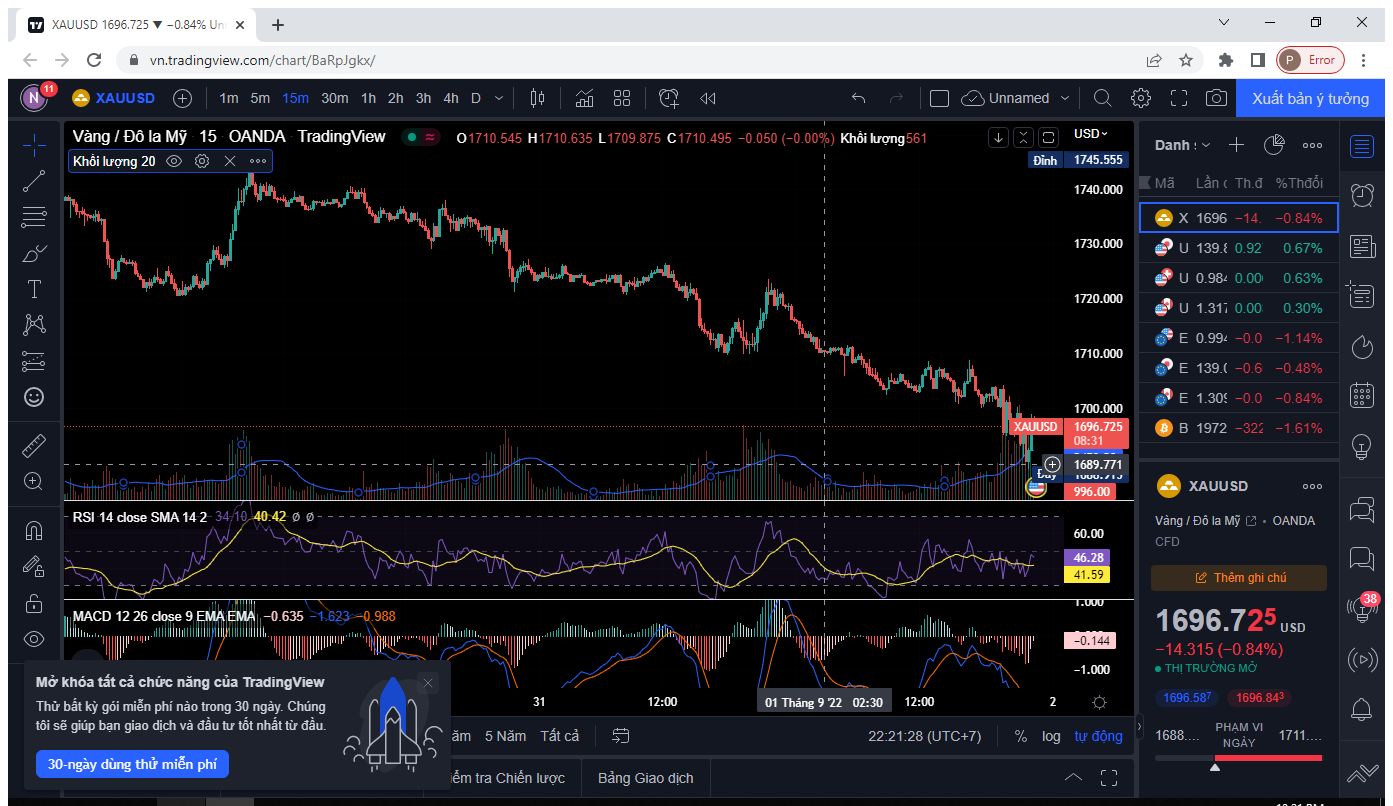 XAUUSD 1696.725 ▼ −0.84% Un
vn.tradingview.com/chart/BaRpJgkx/
P Error
N 11 XAUUSD 1m 5m 15m 30m 1h 2h 3h 4h D Unnamed Xuất bản ý tưởng
Vàng / Đô la Mỹ 15 OANDA TradingView O1710.545 H1710.635 L1709.875 C1710.495 −0.050 (−0.00%) Khối lượng561
USD
Khối lượng 20
Đỉnh 1745.555
1740.000
1730.000
1720.000
1710.000
1700.000
XAUUSD 1696.725
08:31
1689.771
Đáy 1688.915
996.00
RSI 14 close SMA 14 2 34.10 40.42 ø ø
60.00
46.28
41.59
MACD 12 26 close 9 EMA EMA −0.635 −1.623 −0.988
1.000
−0.144
−1.000
31 12:00 01 Tháng 9 '22 02:30 12:00 2
5 Năm Tất cả 22:21:28 (UTC+7) % log tự động
ểm tra Chiến lược Bảng Giao dịch
Mở khóa tất cả chức năng của TradingView
Thử bất kỳ gói miễn phí nào trong 30 ngày. Chúng
tôi sẽ giúp bạn giao dịch và đầu tư tốt nhất từ đầu.
30-ngày dùng thử miễn phí
Danh
Mã Lần Th.đ %Thđổi
X 1696 −14. −0.84%
U 139.8 0.92 0.67%
U 0.984 0.00 0.63%
U 1.317 0.00 0.30%
E 0.994 −0.0 −1.14%
E 139.0 −0.6 −0.48%
E 1.309 −0.0 −0.84%
B 1972 −322 −1.61%
XAUUSD
Vàng / Đô la Mỹ • OANDA
CFD
Thêm ghi chú
1696.725 USD
−14.315 (−0.84%)
THỊ TRƯỜNG MỞ
1696.587 1696.843
1688.... PHẠM VI NGÀY 1711....
38